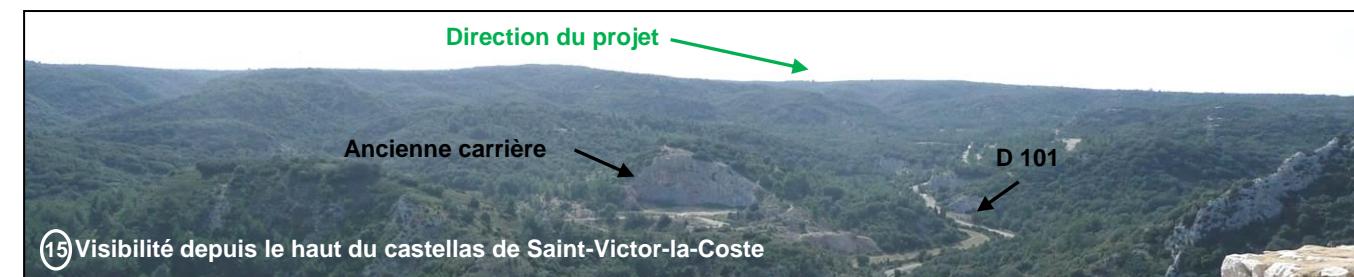 Direction du projet
Ancienne carrière
D 101
15 Visibilité depuis le haut du castellas de Saint-Victor-la-Coste